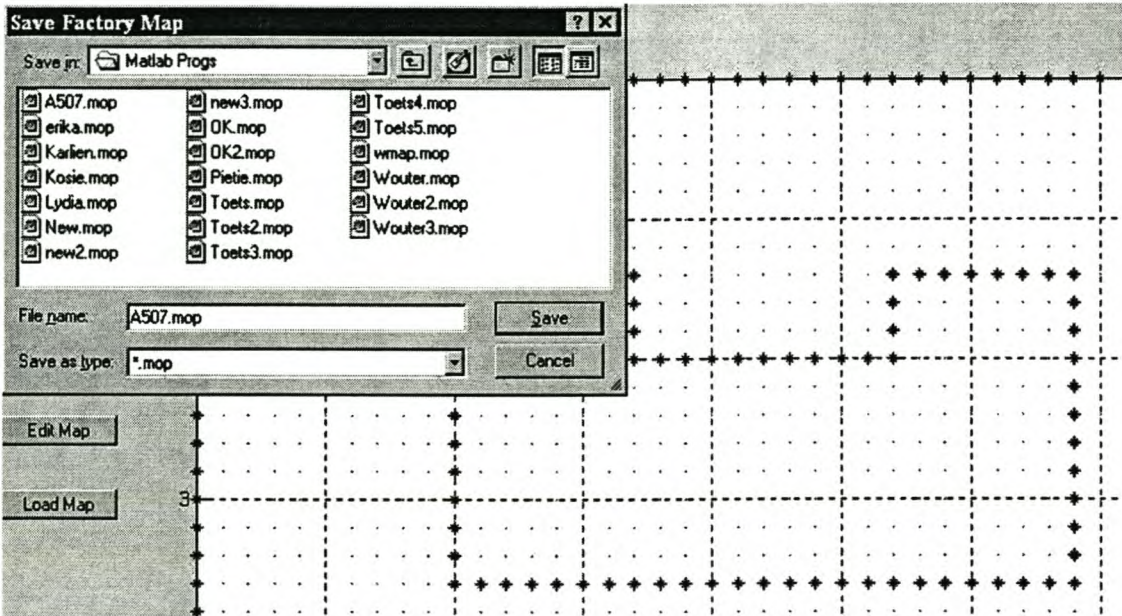 Save Factory Map
Save in: Matlab Progs
A507.mop new3.mop Toets4.mop
erika.mop OK.mop Toets5.mop
Karlien.mop OK2.mop wmap.mop
Kosie.mop Pietie.mop Wouter.mop
Lydia.mop Toets.mop Wouter2.mop
New.mop Toets2.mop Wouter3.mop
new2.mop Toets3.mop
File name: A507.mop Save
Save as type: *.mop Cancel
Edit Map
Load Map 3